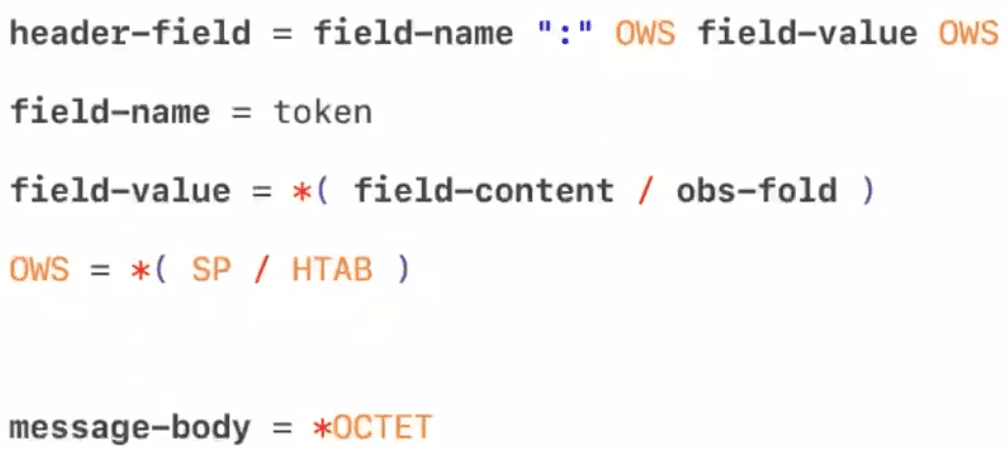 header-field = field-name ":" OWS field-value OWS
field-name = token
field-value = *( field-content / obs-fold )
OWS = *( SP / HTAB )
message-body = *OCTET